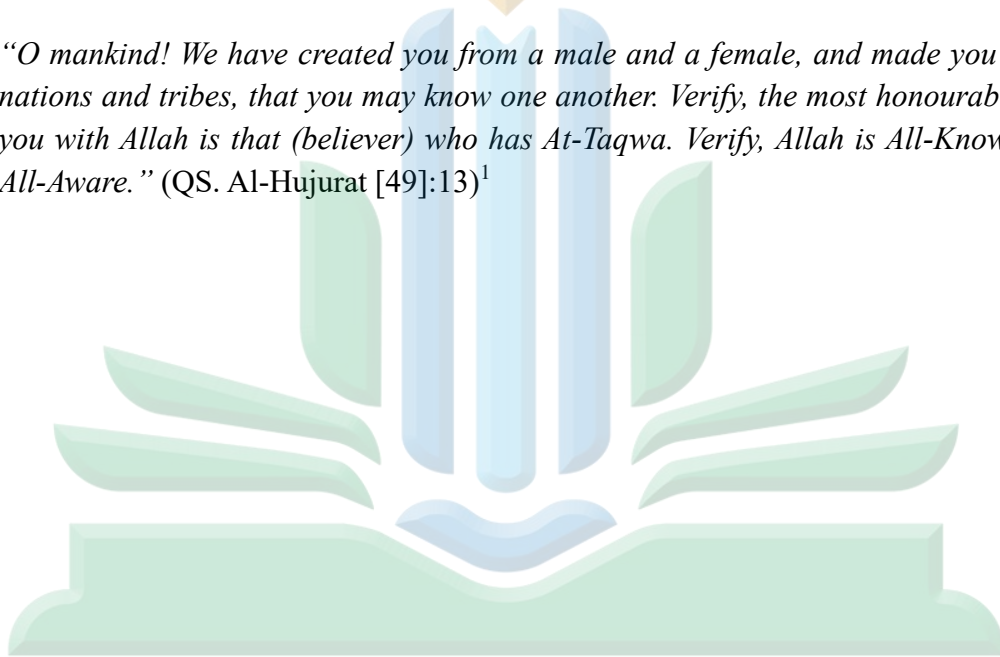 “O mankind! We have created you from a male and a female, and made you
nations and tribes, that you may know one another. Verify, the most honourab
you with Allah is that (believer) who has At-Taqwa. Verify, Allah is All-Know
All-Aware.” (QS. Al-Hujurat [49]:13)1